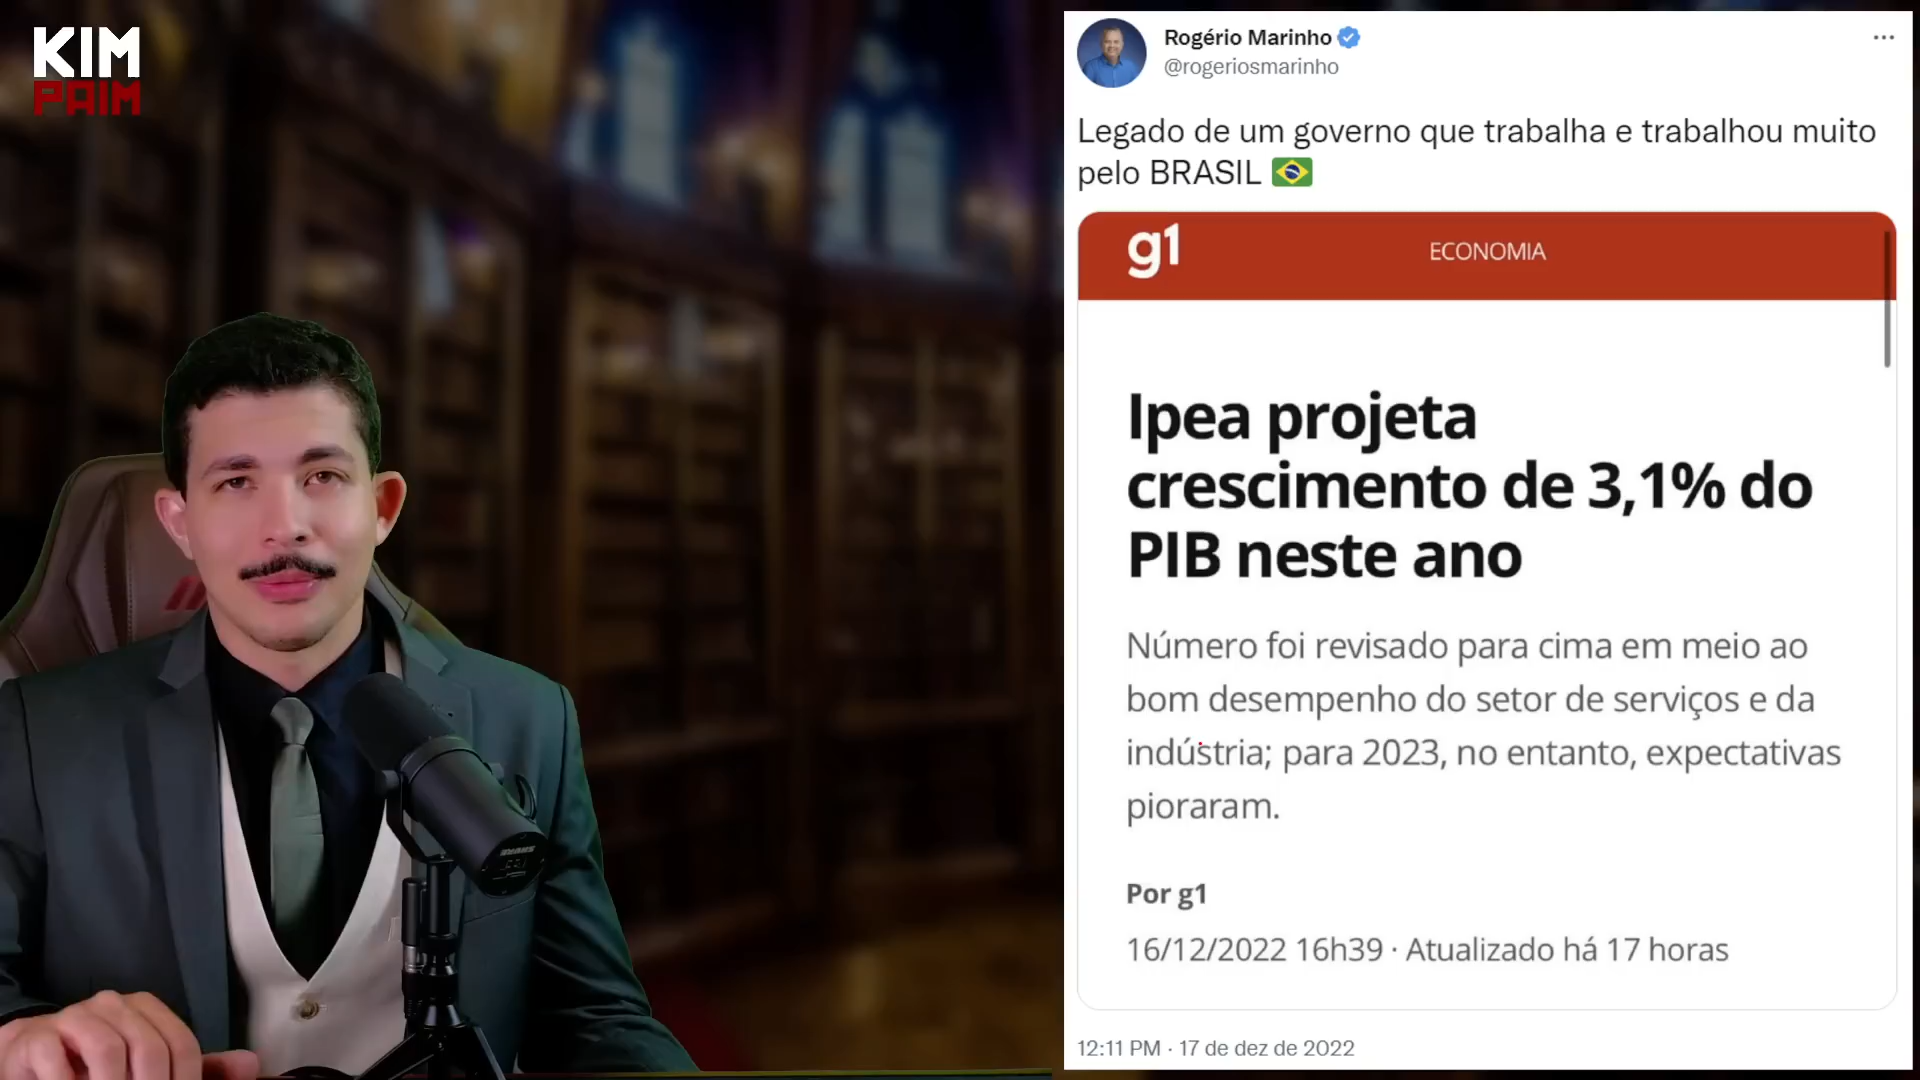 KIM
PAIM
Rogério Marinho
@rogeriosmarinho
Legado de um governo que trabalha e trabalhou muito
pelo BRASIL 🇧🇷
g1
ECONOMIA
Ipea projeta
crescimento de 3,1% do
PIB neste ano
Número foi revisado para cima em meio ao
bom desempenho do setor de serviços e da
indústria; para 2023, no entanto, expectativas
pioraram.
Por g1
16/12/2022 16h39 · Atualizado há 17 horas
12:11 PM · 17 de dez de 2022